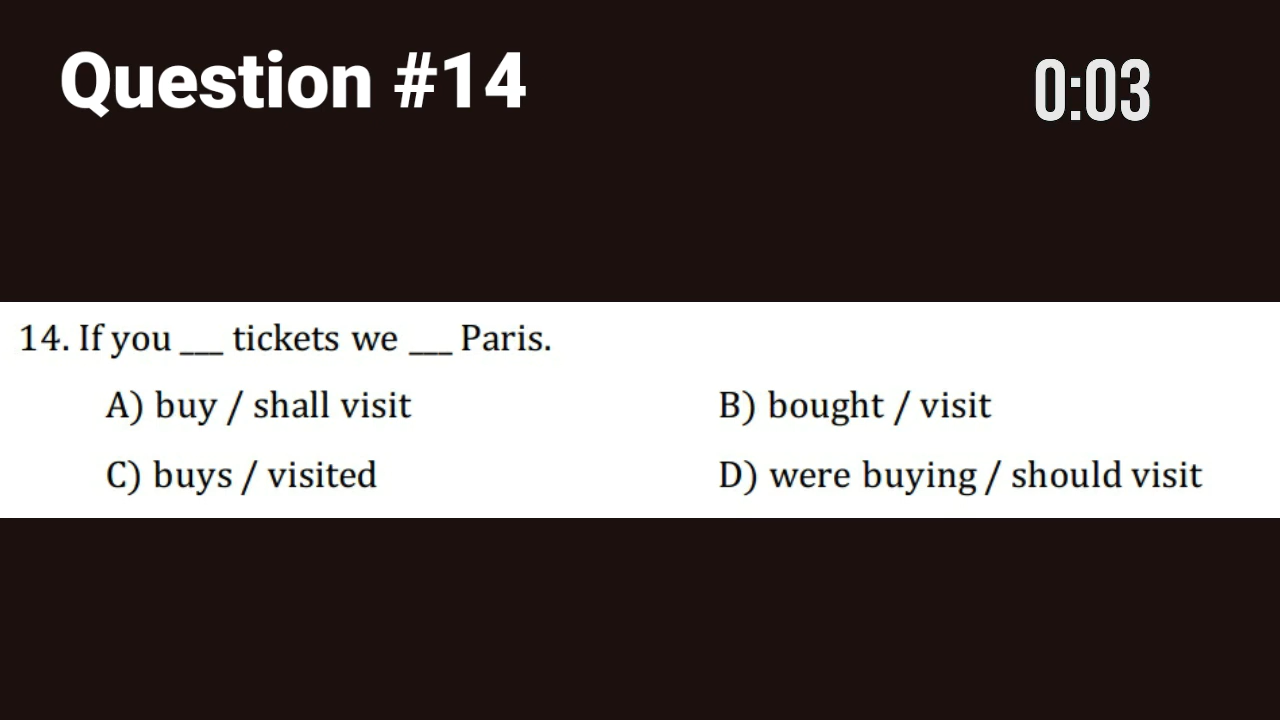 Question #14
0:03
14. If you ___ tickets we ___ Paris.
A) buy / shall visit
B) bought / visit
C) buys / visited
D) were buying / should visit